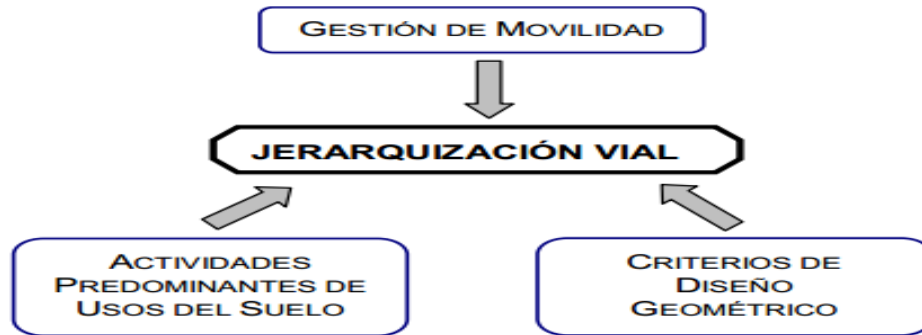 GESTIÓN DE MOVILIDAD
JERARQUIZACIÓN VIAL
ACTIVIDADES
PREDOMINANTES DE
USOS DEL SUELO
CRITERIOS DE
DISEÑO
GEOMÉTRICO